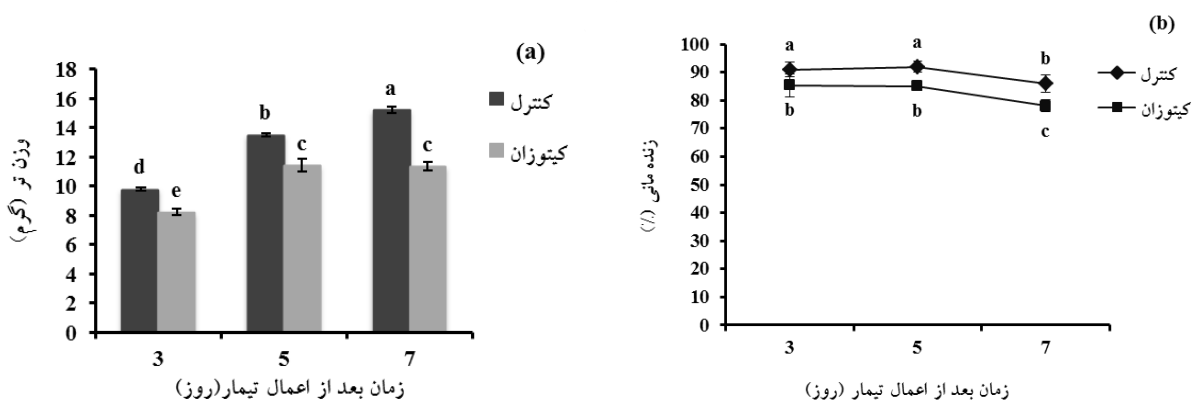 (a)
18
16
14
12
10
8
6
4
2
0
وزن تر (گرم)
d
e
b
c
a
c
کنترل
کیتوزان
3 5 7
زمان بعد از اعمال تیمار(روز)
(b)
100
90
80
70
60
50
40
30
20
10
0
زنده مانی (٪)
a
a
b
b
b
c
کنترل
کیتوزان
3 5 7
زمان بعد از اعمال تیمار (روز)